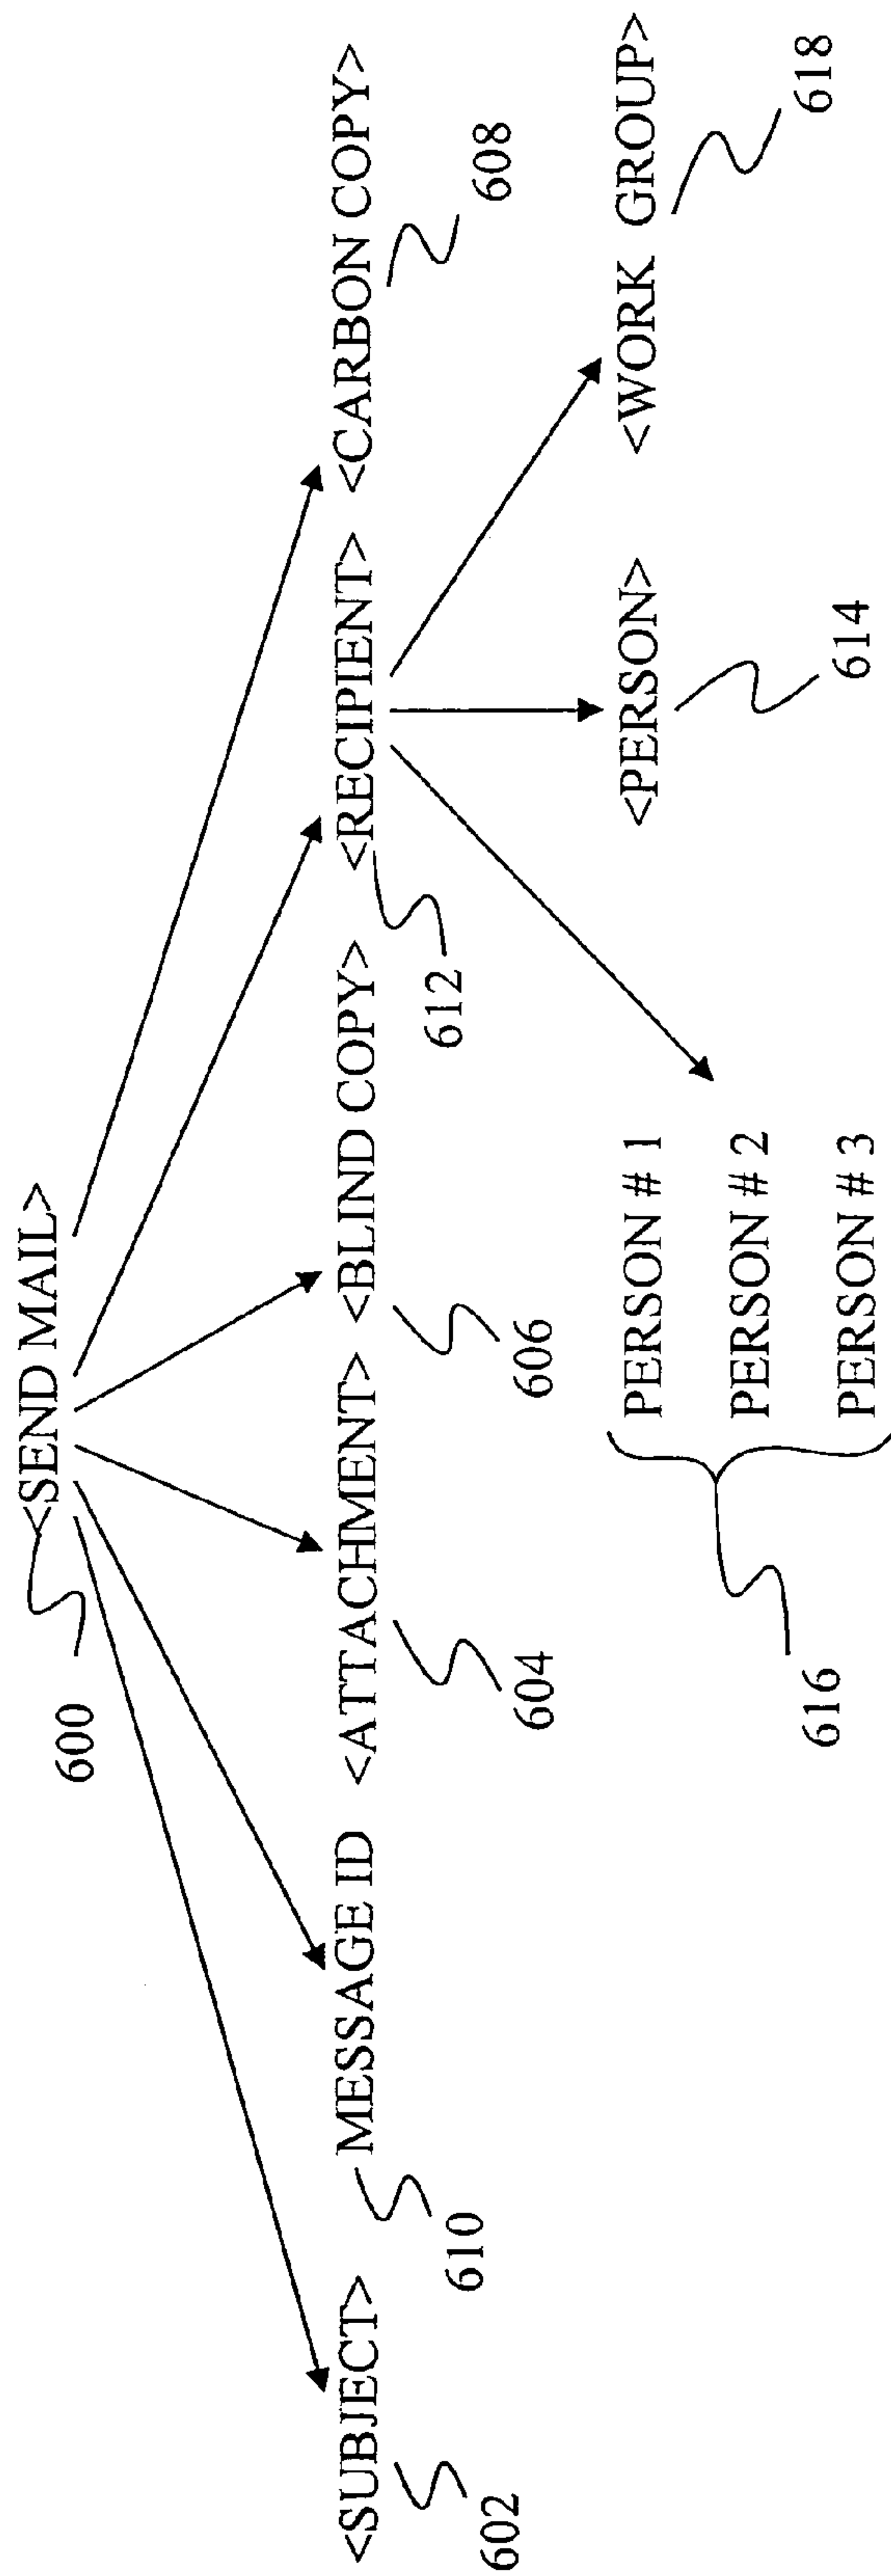 <SEND MAIL>
600
<SUBJECT> MESSAGE ID <ATTACHMENT> <BLIND COPY> <RECIPIENT> <CARBON COPY>
602 610 604 606 612 608
PERSON # 1 <PERSON> <WORK GROUP>
PERSON # 2
PERSON # 3
616 614 618